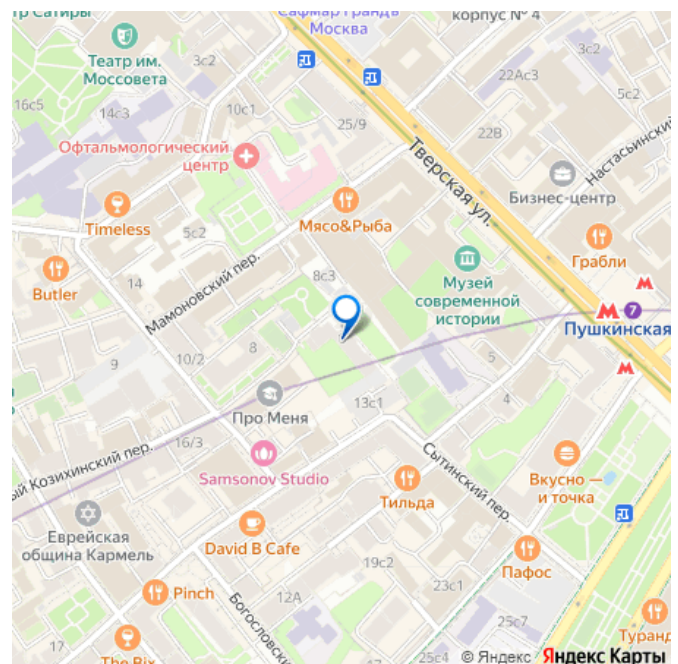 тр Сатиры
Сафмар Грандъ
Москва
корпус № 4
Театр им.
Моссовета
3с2
3с2
22Ас3
5с2
16с5
14с3
10с1
25/9
22В
Настасьинский
Офтальмологический
центр
Тверская ул.
Бизнес-центр
Timeless
5с2
Мясо&Рыба
Грабли
Butler
14
Мамоновский пер.
8с3
Музей
современной
истории
М
М 7
Пушкинская
9
10/2
8
5
М
Про Меня
13с1
4
16/3
ый Козихинский пер.
Samsonov Studio
Сытинский пер.
Тильда
Вкусно —
и точка
Еврейская
община Кармель
David B Cafe
19с2
Пафос
Pinch
12А
23с1
Богословски
17
The Bix
25с7
Туранд
25с4
© Яндекс Яндекс Карты